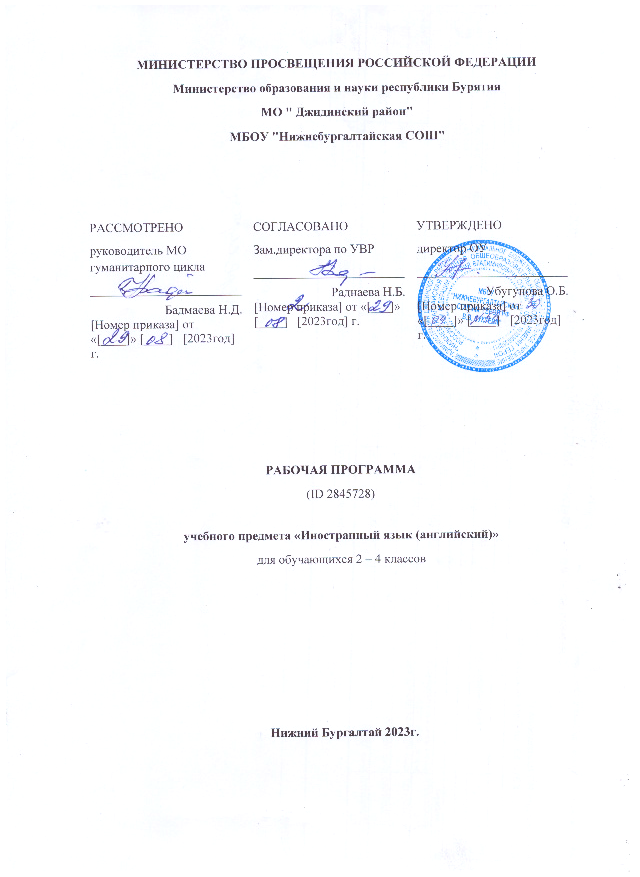 МИНИСТЕРСТВО ПРОСВЕЩЕНИЯ РОССИЙСКОЙ ФЕДЕРАЦИИ
Министерство образования и науки республики Бурятии
МО " Джидинский район"
МБОУ "Нижнебургалтайская СОШ"
РАССМОТРЕНО
руководитель МО
гуманитарного цикла
Бадмаева Н.Д.
[Номер приказа] от
«[29]» [08] [2023год]
г.
СОГЛАСОВАНО
Зам.директора по УВР
Раднаева Н.Б.
[Номер приказа] от «[29]»
[08] [2023год] г.
УТВЕРЖДЕНО
директор ОУ
Убугунова О.Б.
[Номер приказа] от
[2023год]
г.
РАБОЧАЯ ПРОГРАММА
(ID 2845728)
учебного предмета «Иностранный язык (английский)»
для обучающихся 2 – 4 классов
Нижний Бургалтай 2023г.